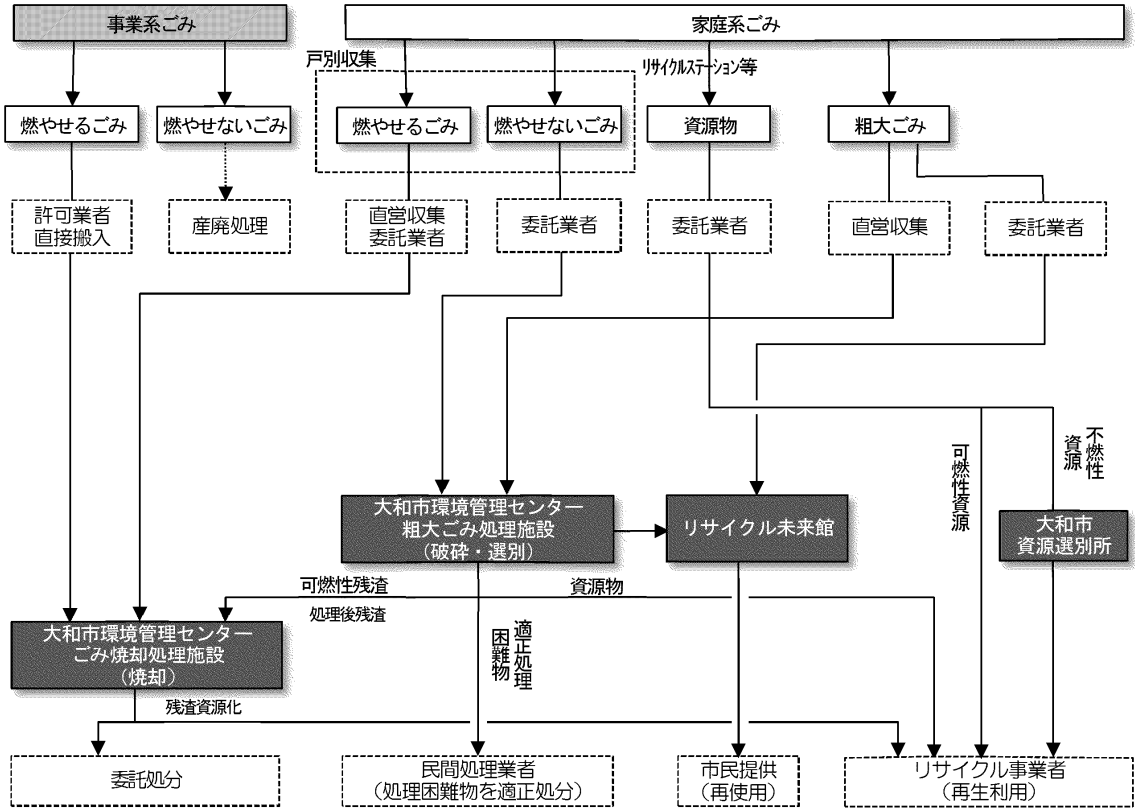 事業系ごみ
家庭系ごみ
戸別収集
リサイクルステーション等
燃やせるごみ
燃やせないごみ
燃やせるごみ
燃やせないごみ
資源物
粗大ごみ
許可業者
直接搬入
産廃処理
直営収集
委託業者
委託業者
委託業者
直営収集
委託業者
不燃性
資源
可燃性資源
大和市環境管理センター
粗大ごみ処理施設
（破砕・選別）
リサイクル未来館
大和市
資源選別所
可燃性残渣
資源物
処理後残渣
大和市環境管理センター
ごみ焼却処理施設
（焼却）
適正処理
困難物
残渣資源化
委託処分
民間処理業者
（処理困難物を適正処分）
市民提供
（再使用）
リサイクル事業者
（再生利用）